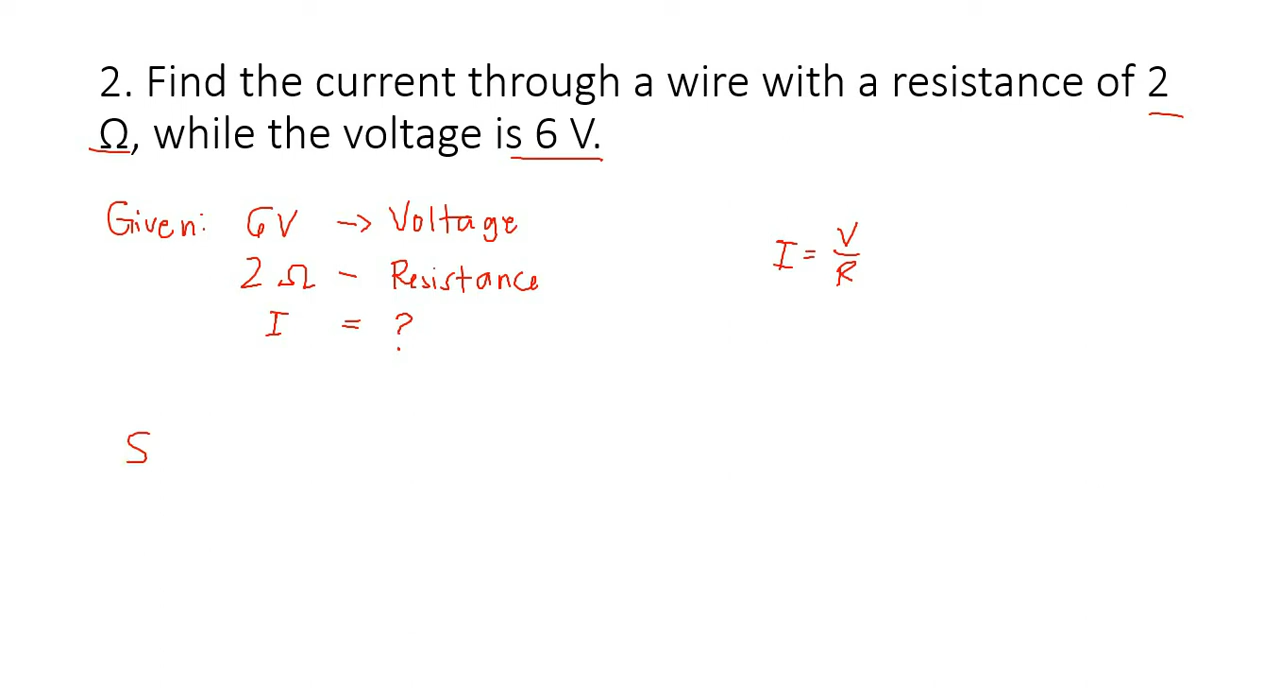 2. Find the current through a wire with a resistance of 2
Ω, while the voltage is 6 V.
Given: 6V → Voltage
2 Ω - Resistance
I = ?
I = V/R
S